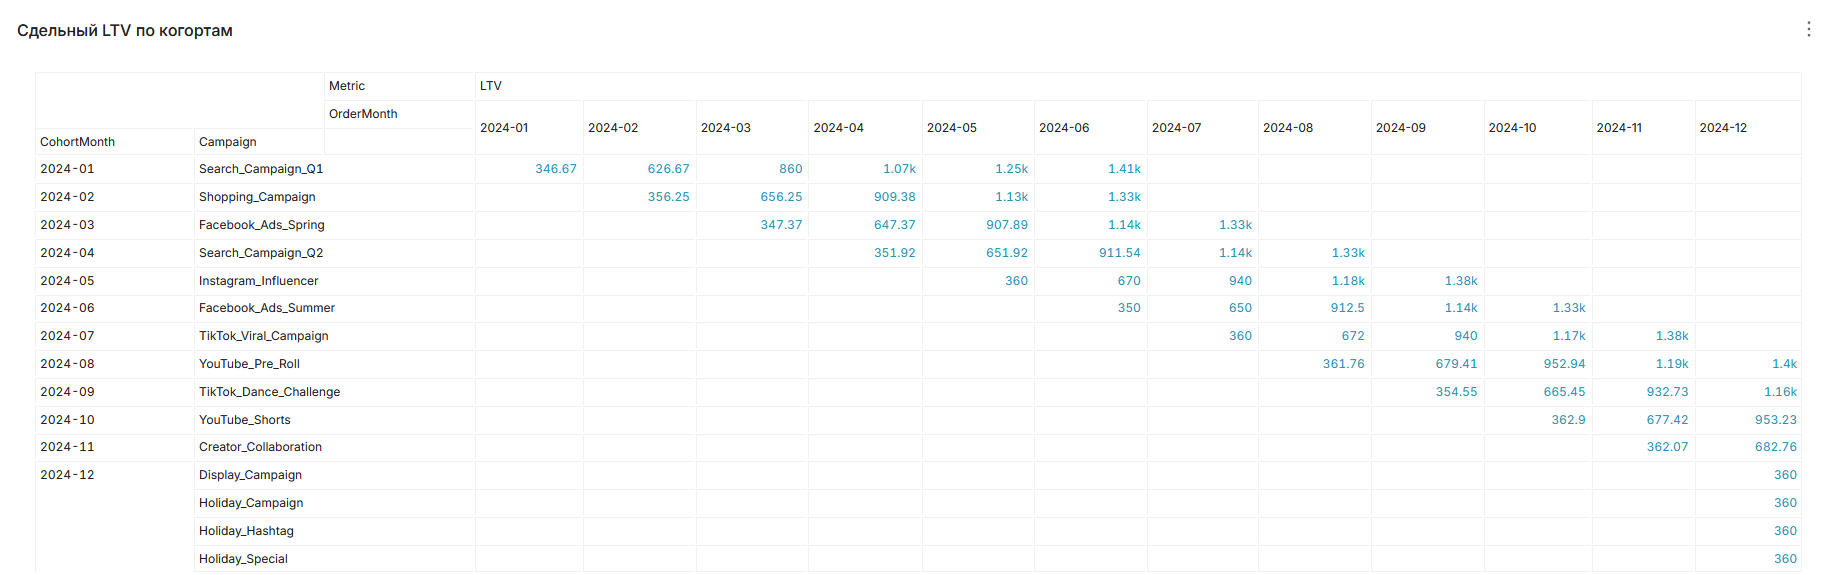 Сдельный LTV по когортам
Metric LTV
OrderMonth
2024-01 2024-02 2024-03 2024-04 2024-05 2024-06 2024-07 2024-08 2024-09 2024-10 2024-11 2024-12
CohortMonth Campaign
2024-01 Search_Campaign_Q1 346.67 626.67 860 1.07k 1.25k 1.41k
2024-02 Shopping_Campaign 356.25 656.25 909.38 1.13k 1.33k
2024-03 Facebook_Ads_Spring 347.37 647.37 907.89 1.14k 1.33k
2024-04 Search_Campaign_Q2 351.92 651.92 911.54 1.14k 1.33k
2024-05 Instagram_Influencer 360 670 940 1.18k 1.38k
2024-06 Facebook_Ads_Summer 350 650 912.5 1.14k 1.33k
2024-07 TikTok_Viral_Campaign 360 672 940 1.17k 1.38k
2024-08 YouTube_Pre_Roll 361.76 679.41 952.94 1.19k 1.4k
2024-09 TikTok_Dance_Challenge 354.55 665.45 932.73 1.16k
2024-10 YouTube_Shorts 362.9 677.42 953.23
2024-11 Creator_Collaboration 362.07 682.76
2024-12 Display_Campaign 360
Holiday_Campaign 360
Holiday_Hashtag 360
Holiday_Special 360